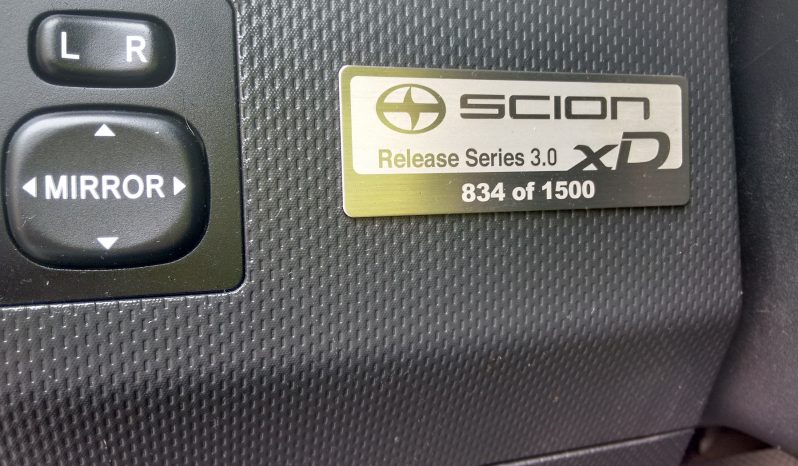 L R
MIRROR
SCION
Release Series 3.0 xD
834 of 1500